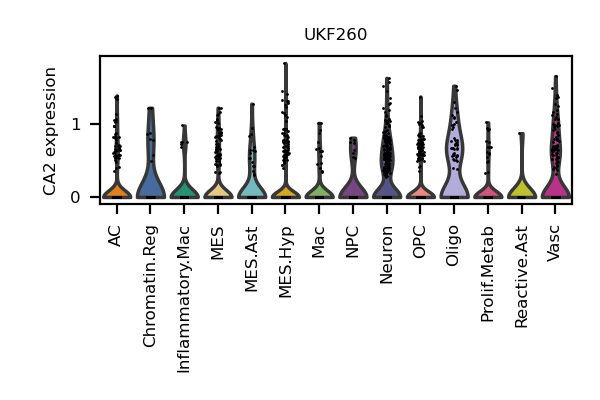 UKF260
CA2 expression
1
0
AC
Chromatin.Reg
Inflammatory.Mac
MES
MES.Ast
MES.Hyp
Mac
NPC
Neuron
OPC
Oligo
Prolif.Metab
Reactive.Ast
Vasc